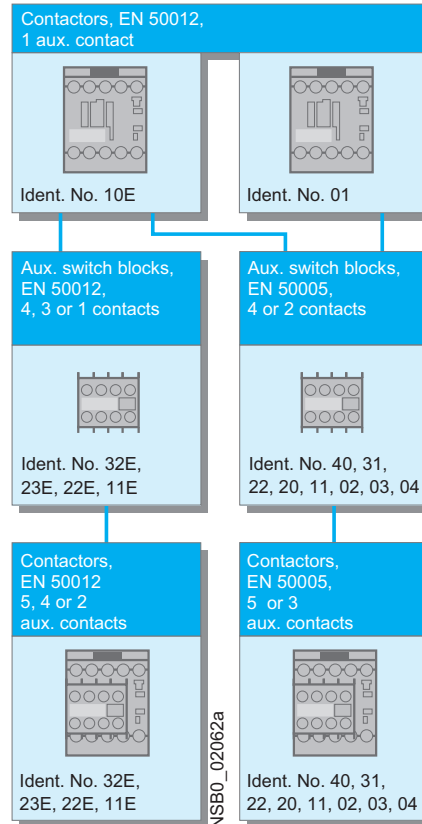 Contactors, EN 50012,
1 aux. contact
Ident. No. 10E
Ident. No. 01
Aux. switch blocks,
EN 50012,
4, 3 or 1 contacts
Aux. switch blocks,
EN 50005,
4 or 2 contacts
Ident. No. 32E,
23E, 22E, 11E
Ident. No. 40, 31,
22, 20, 11, 02, 03, 04
Contactors,
EN 50012
5, 4 or 2
aux. contacts
Contactors,
EN 50005,
5 or 3
aux. contacts
Ident. No. 32E,
23E, 22E, 11E
NSB0_02062a
Ident. No. 40, 31,
22, 20, 11, 02, 03, 04